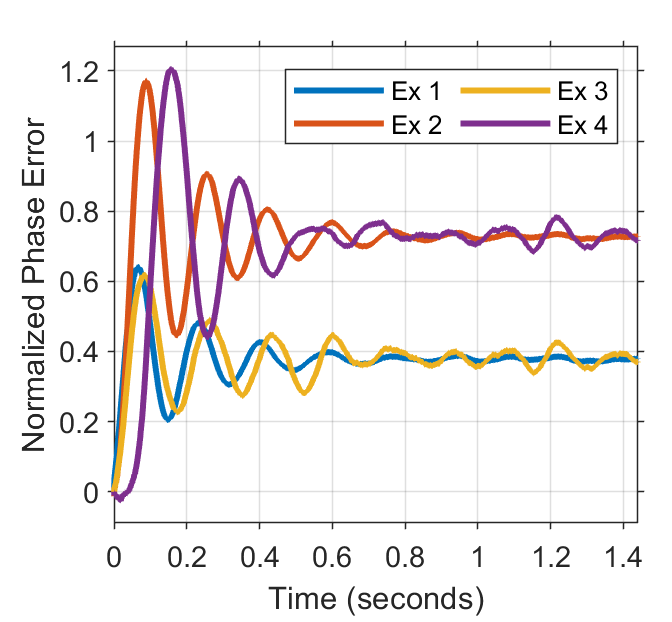 Normalized Phase Error
1.2
1
0.8
0.6
0.4
0.2
0
Ex 1
Ex 3
Ex 2
Ex 4
0 0.2 0.4 0.6 0.8 1 1.2 1.4
Time (seconds)